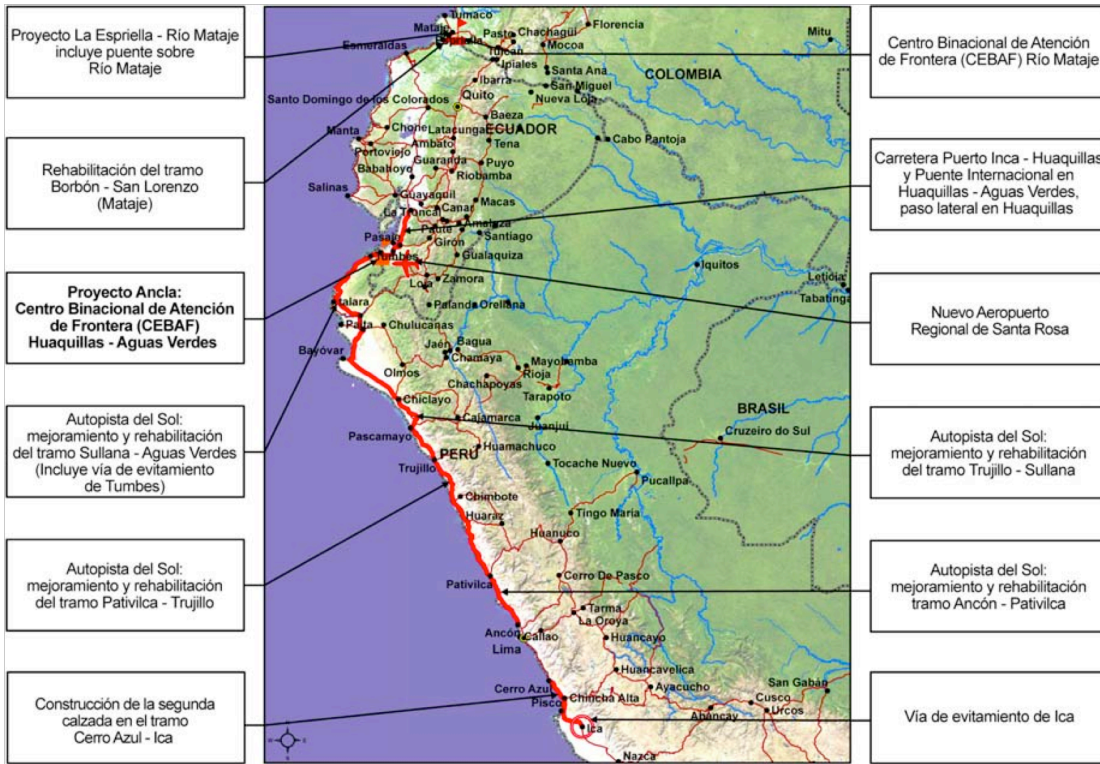 Proyecto La Espriella - Río Mataje
incluye puente sobre
Río Mataje
Rehabilitación del tramo
Borbón - San Lorenzo
(Mataje)
Proyecto Ancla:
Centro Binacional de Atención
de Frontera (CEBAF)
Huaquillas - Aguas Verdes
Autopista del Sol:
mejoramiento y rehabilitación
del tramo Sullana - Aguas Verdes
(Incluye vía de evitamiento
de Tumbes)
Autopista del Sol:
mejoramiento y rehabilitación
del tramo Pativilca - Trujillo
Construcción de la segunda
calzada en el tramo
Cerro Azul - Ica
Tumaco
Mataje
Espriella
Pasto
Chachagüi
Florencia
Mocoa
Mitu
Esmeraldas
Tulcán
Ipiales
Ibarra
Santa Ana
San Miguel
COLOMBIA
Quito
Nueva Loja
Santo Domingo de los Colorados
Baeza
Chone
Latacunga
ECUADOR
Manta
Ambato
Tena
Cabo Pantoja
Portoviejo
Guaranda
Puyo
Babahoyo
Riobamba
Salinas
Guayaquil
Macas
La Troncal
Canar
Paute
Amaluza
Santiago
Pasaje
Girón
Tumbes
Gualaquiza
Iquitos
Loja
Zamora
Leticia
Tabatinga
Talara
Palanda
Orellana
Paita
Chulucanas
Bayóvar
Jaén
Bagua
Chamaya
Mayobamba
Olmos
Rioja
Chachapoyas
Tarapoto
Chiclayo
Cajamarca
Juanjui
BRASIL
Pascamayo
Cruzeiro do Sul
Huamachuco
PERÚ
Trujillo
Tocache Nuevo
Pucallpa
Chimbote
Huaraz
Tingo Maria
Huanuco
Pativilca
Cerro De Pasco
Tarma
La Oroya
Ancón
Callao
Lima
Huancayo
Huancavelica
Cerro Azul
Chincha Alta
Ayacucho
San Gabán
Cusco
Pisco
Abancay
Urcos
Ica
Nazca
Centro Binacional de Atención
de Frontera (CEBAF) Río Mataje
Carretera Puerto Inca - Huaquillas
y Puente Internacional en
Huaquillas - Aguas Verdes,
paso lateral en Huaquillas
Nuevo Aeropuerto
Regional de Santa Rosa
Autopista del Sol:
mejoramiento y rehabilitación
del tramo Trujillo - Sullana
Autopista del Sol:
mejoramiento y rehabilitación
tramo Ancón - Pativilca
Vía de evitamiento de Ica